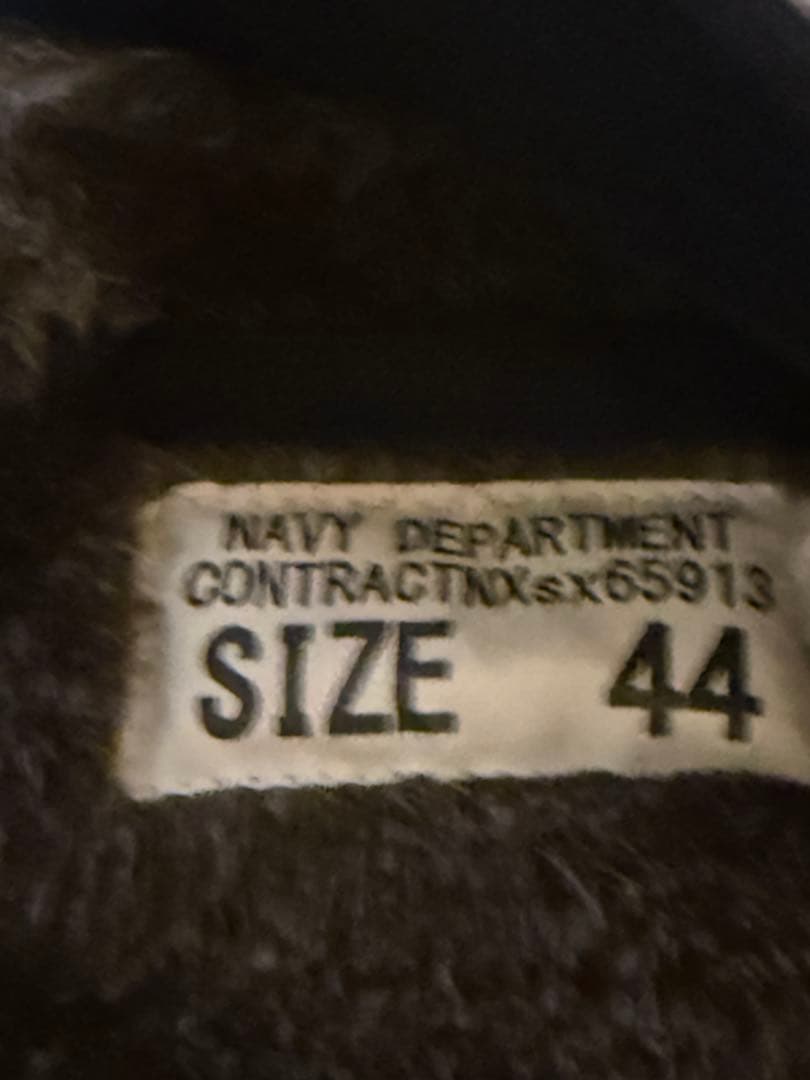 NAVY DEPARTMENT
CONTRACTNXsx65913
SIZE 44